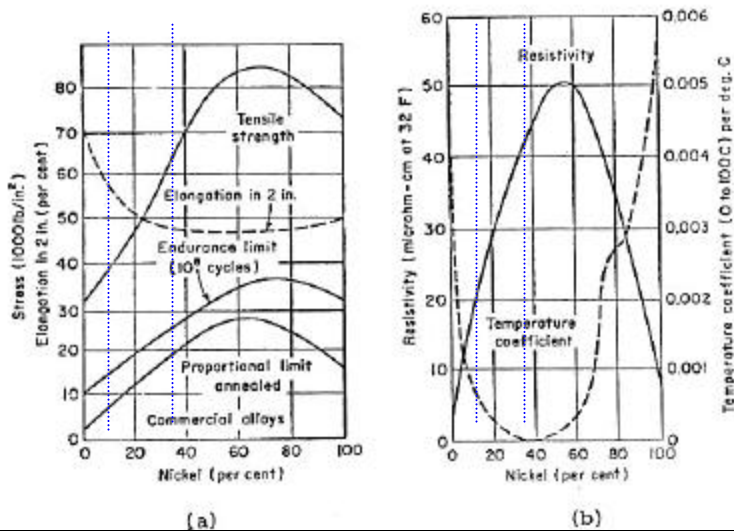 80
70
60
50
40
30
20
10
0
Stress (1000 lb/in.²)
Elongation in 2 in. (per cent)
Tensile
strength
Elongation in 2 in.
Endurance limit
(10⁸ cycles)
Proportional limit
annealed
Commercial alloys
0 20 40 60 80 100
Nickel (per cent)
(a)
60
50
40
30
20
10
0
Resistivity (microhm-cm at 32 F)
Resistivity
Temperature
coefficient
0.006
0.005
0.004
0.003
0.002
0.001
0
Temperature coefficient (0 to 100C) per deg. C
0 20 40 60 80 100
Nickel (per cent)
(b)